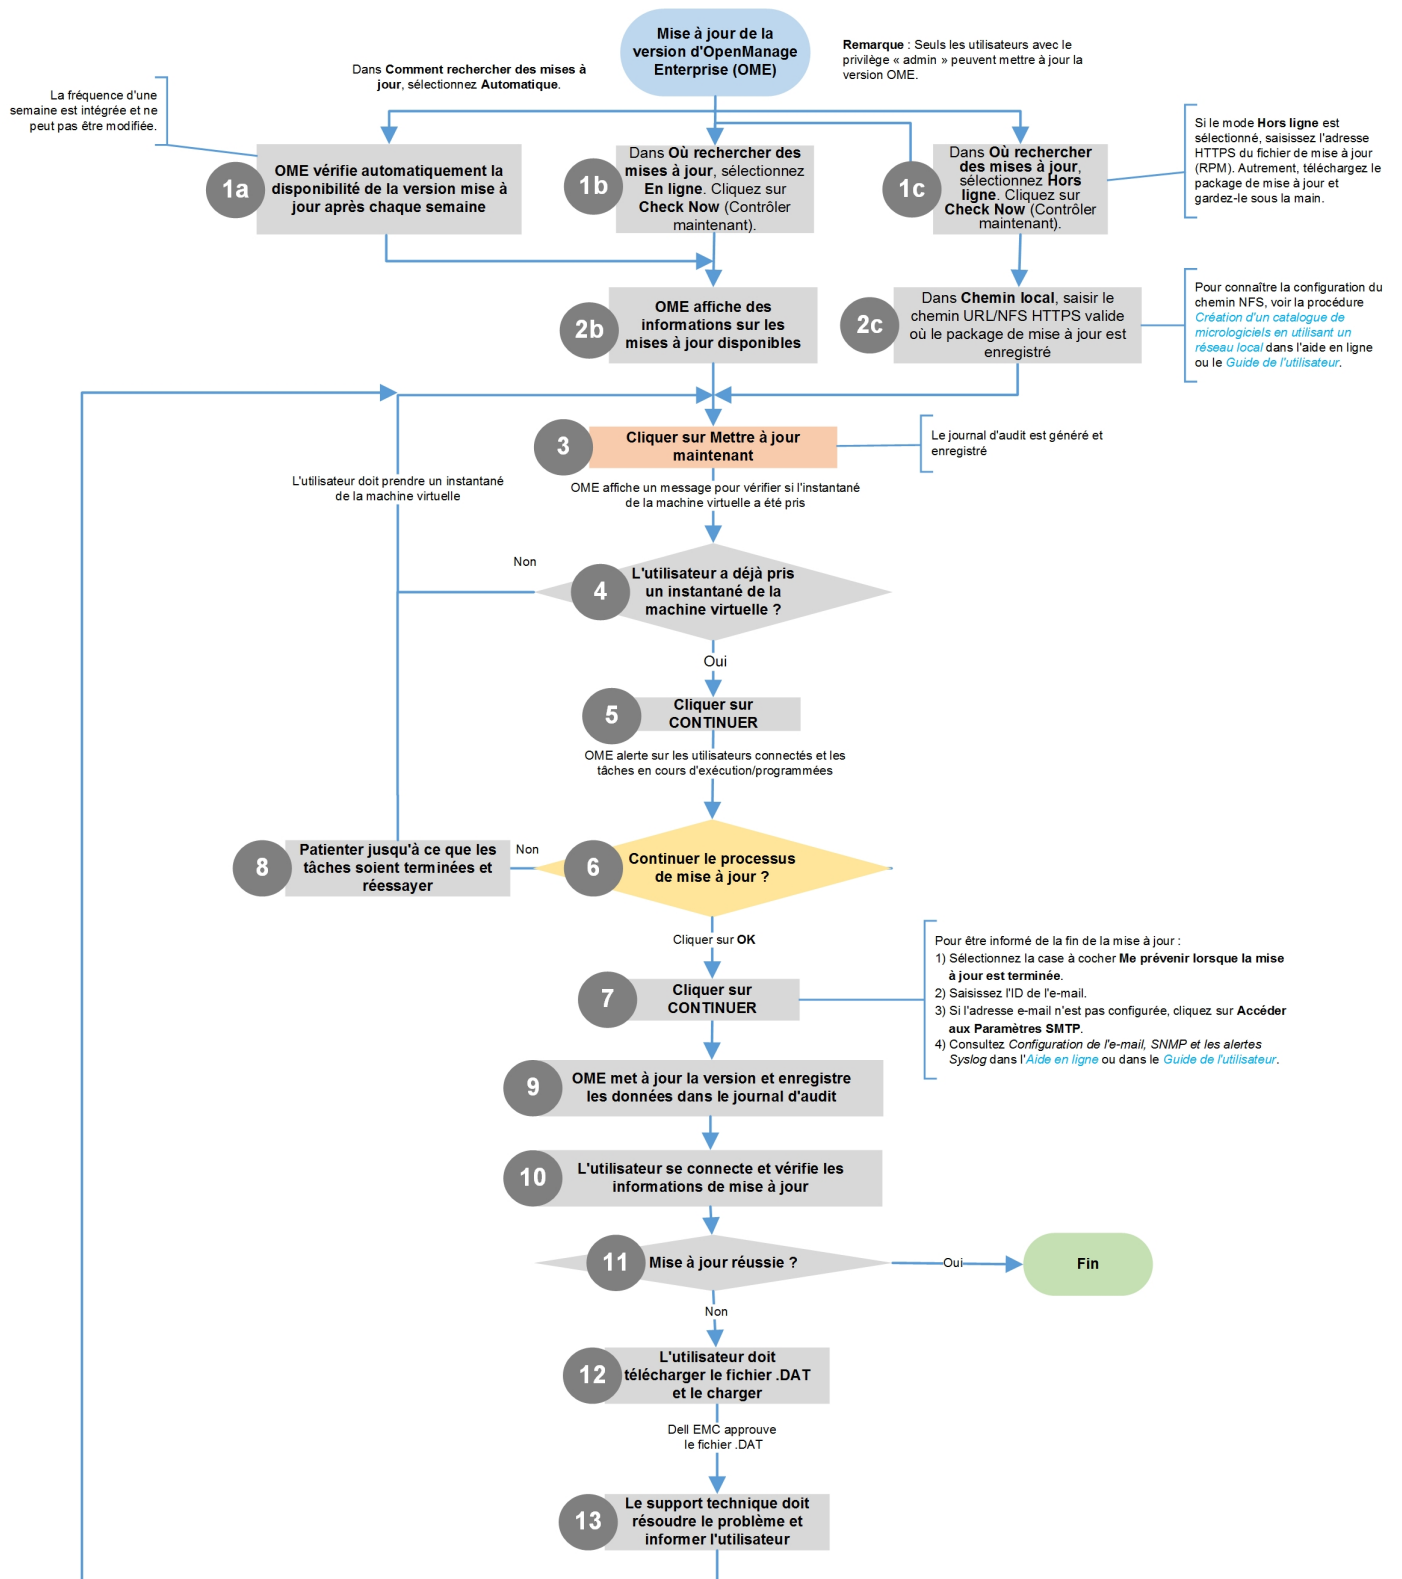 Mise à jour de la
version d'OpenManage
Enterprise (OME)
Remarque : Seuls les utilisateurs avec le
privilège « admin » peuvent mettre à jour la
version OME.
Dans Comment rechercher des mises à
jour, sélectionnez Automatique.
La fréquence d'une
semaine est intégrée et ne
peut pas être modifiée.
1a
OME vérifie automatiquement la
disponibilité de la version mise à
jour après chaque semaine
1b
Dans Où rechercher des
mises à jour, sélectionnez
En ligne. Cliquez sur
Check Now (Contrôler
maintenant).
1c
Dans Où rechercher
des mises à jour,
sélectionnez Hors
ligne. Cliquez sur
Check Now (Contrôler
maintenant).
Si le mode Hors ligne est
sélectionné, saisissez l'adresse
HTTPS du fichier de mise à jour
(RPM). Autrement, téléchargez le
package de mise à jour et
gardez-le sous la main.
2b
OME affiche des
informations sur les
mises à jour disponibles
2c
Dans Chemin local, saisir le
chemin URL/NFS HTTPS valide
où le package de mise à jour est
enregistré
Pour connaître la configuration du
chemin NFS, voir la procédure
Création d'un catalogue de
micrologiciels en utilisant un
réseau local dans l'aide en ligne
ou le Guide de l'utilisateur.
3
Cliquer sur Mettre à jour
maintenant
Le journal d'audit est généré et
enregistré
L'utilisateur doit prendre un instantané
de la machine virtuelle
OME affiche un message pour vérifier si l'instantané
de la machine virtuelle a été pris
Non
4
L'utilisateur a déjà pris
un instantané de la
machine virtuelle ?
Oui
5
Cliquer sur
CONTINUER
OME alerte sur les utilisateurs connectés et les
tâches en cours d'exécution/programmées
8
Patienter jusqu'à ce que les
tâches soient terminées et
réessayer
Non
6
Continuer le processus
de mise à jour ?
Cliquer sur OK
7
Cliquer sur
CONTINUER
Pour être informé de la fin de la mise à jour :
1) Sélectionnez la case à cocher Me prévenir lorsque la mise
à jour est terminée.
2) Saisissez l'ID de l'e-mail.
3) Si l'adresse e-mail n'est pas configurée, cliquez sur Accéder
aux Paramètres SMTP.
4) Consultez Configuration de l'e-mail, SNMP et les alertes
Syslog dans l'Aide en ligne ou dans le Guide de l'utilisateur.
9
OME met à jour la version et enregistre
les données dans le journal d'audit
10
L'utilisateur se connecte et vérifie les
informations de mise à jour
11
Mise à jour réussie ?
Oui
Fin
Non
12
L'utilisateur doit
télécharger le fichier .DAT
et le charger
Dell EMC approuve
le fichier .DAT
13
Le support technique doit
résoudre le problème et
informer l'utilisateur